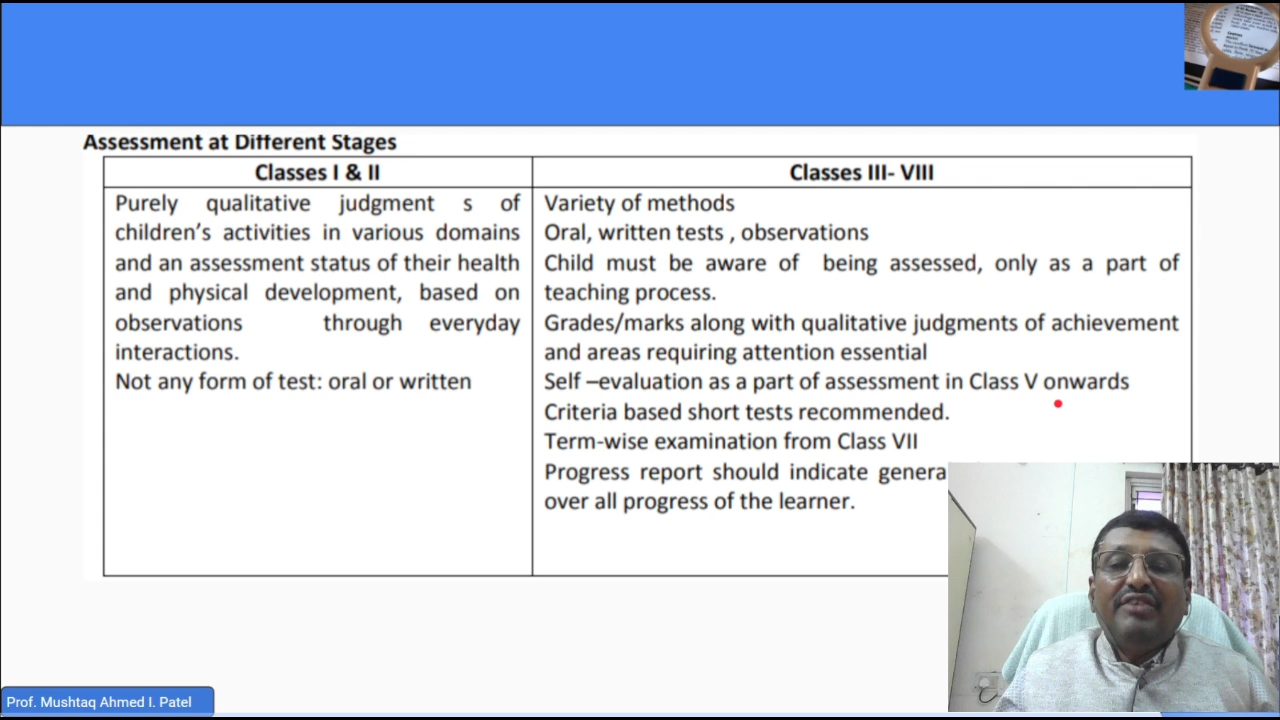 Assessment at Different Stages
Classes I & II
Purely qualitative judgment s of
children's activities in various domains
and an assessment status of their health
and physical development, based on
observations through everyday
interactions.
Not any form of test: oral or written
Classes III- VIII
Variety of methods
Oral, written tests , observations
Child must be aware of being assessed, only as a part of
teaching process.
Grades/marks along with qualitative judgments of achievement
and areas requiring attention essential
Self –evaluation as a part of assessment in Class V onwards
Criteria based short tests recommended.
Term-wise examination from Class VII
Progress report should indicate genera
over all progress of the learner.
Prof. Mushtaq Ahmed I. Patel